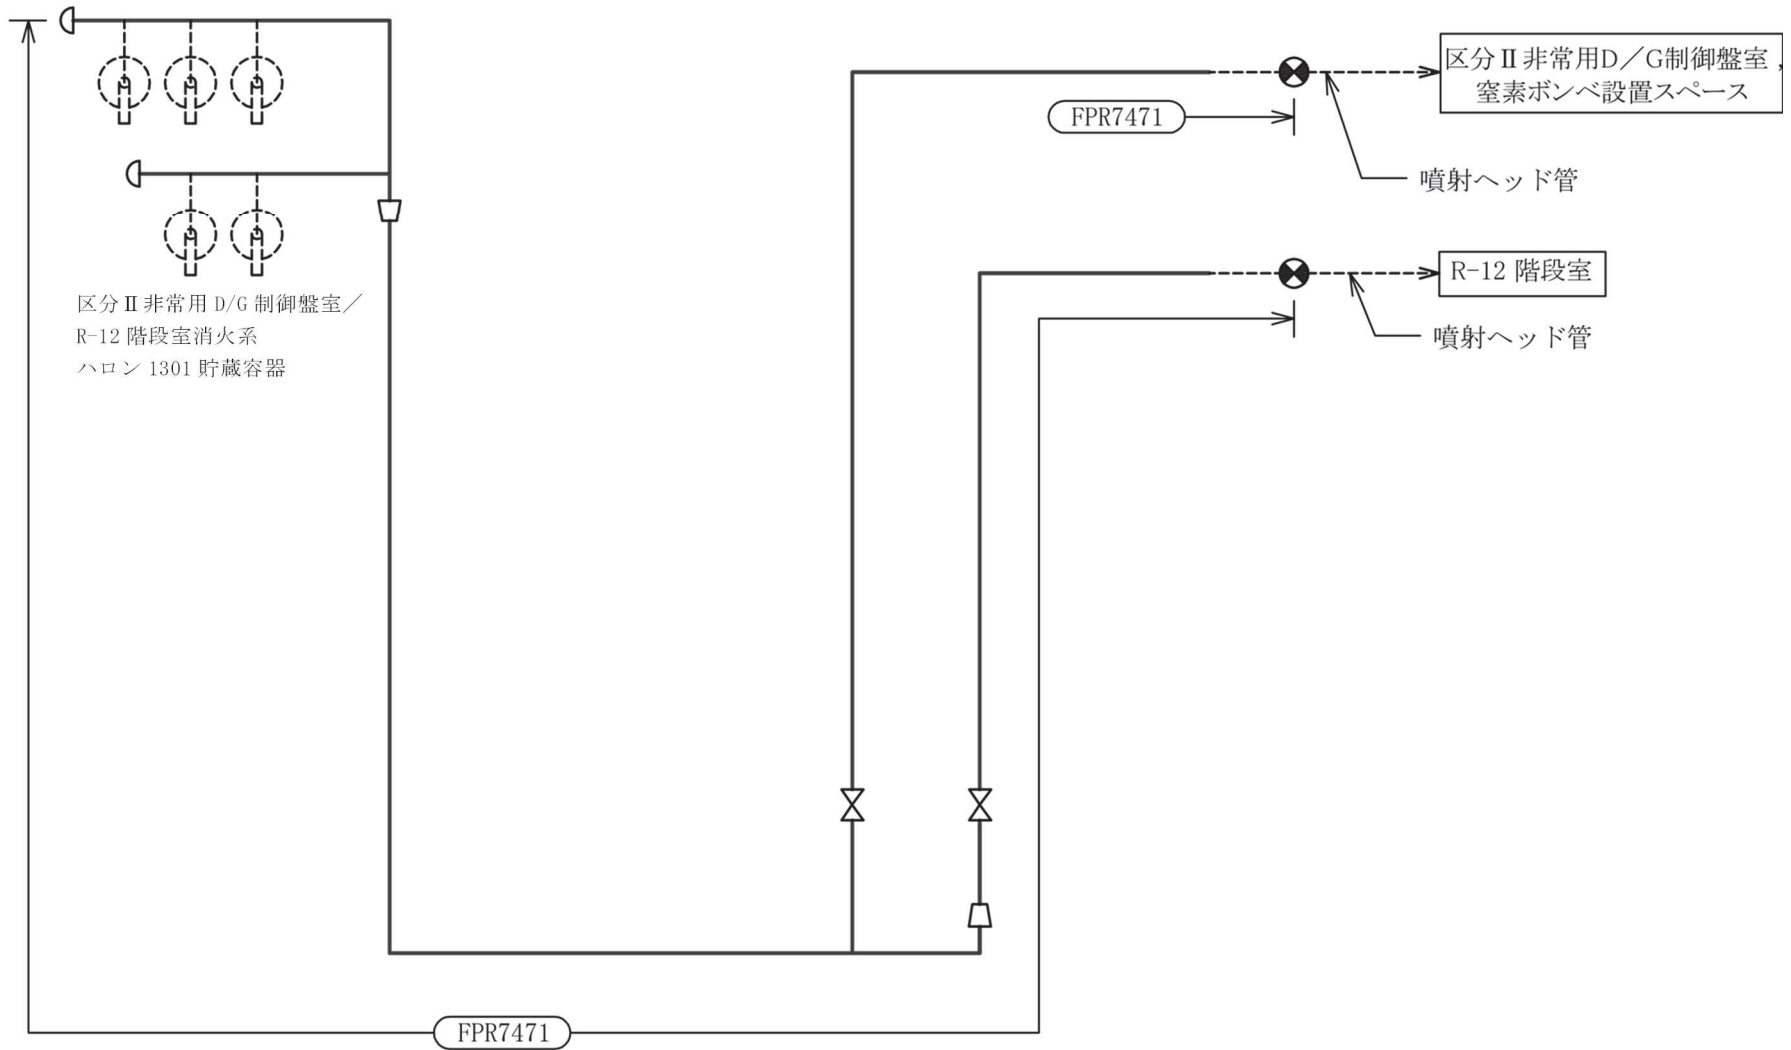 区分Ⅱ非常用D／G制御盤室，
窒素ボンベ設置スペース
FPR7471
噴射ヘッド管
R-12 階段室
噴射ヘッド管
区分Ⅱ非常用 D/G 制御盤室／
R-12 階段室消火系
ハロン 1301 貯蔵容器
FPR7471